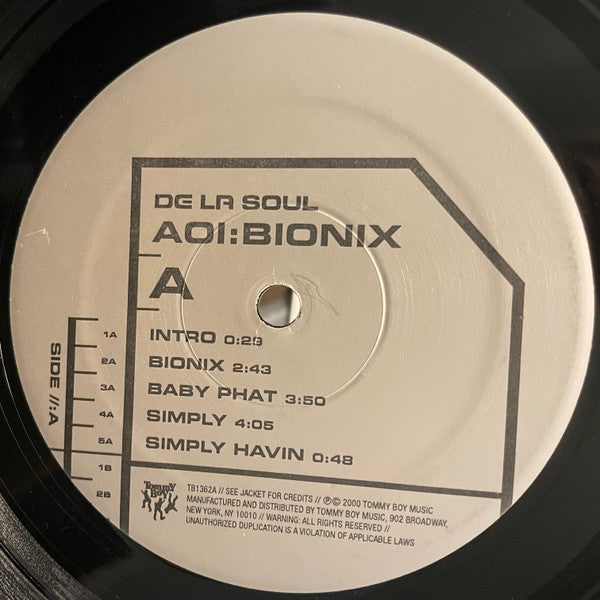 DE LA SOUL
AOI:BIONIX
A
INTRO 0:29
BIONIX 2:43
BABY PHAT 3:50
SIMPLY 4:05
SIMPLY HAVIN 0:48
SIDE //:A
1A
2A
3A
4A
5A
1B
2B
Tommy
Boy
TB1362A // SEE JACKET FOR CREDITS // ℗© 2000 TOMMY BOY MUSIC
MANUFACTURED AND DISTRIBUTED BY TOMMY BOY MUSIC, 902 BROADWAY,
NEW YORK, NY 10010 // WARNING: ALL RIGHTS RESERVED //
UNAUTHORIZED DUPLICATION IS A VIOLATION OF APPLICABLE LAWS